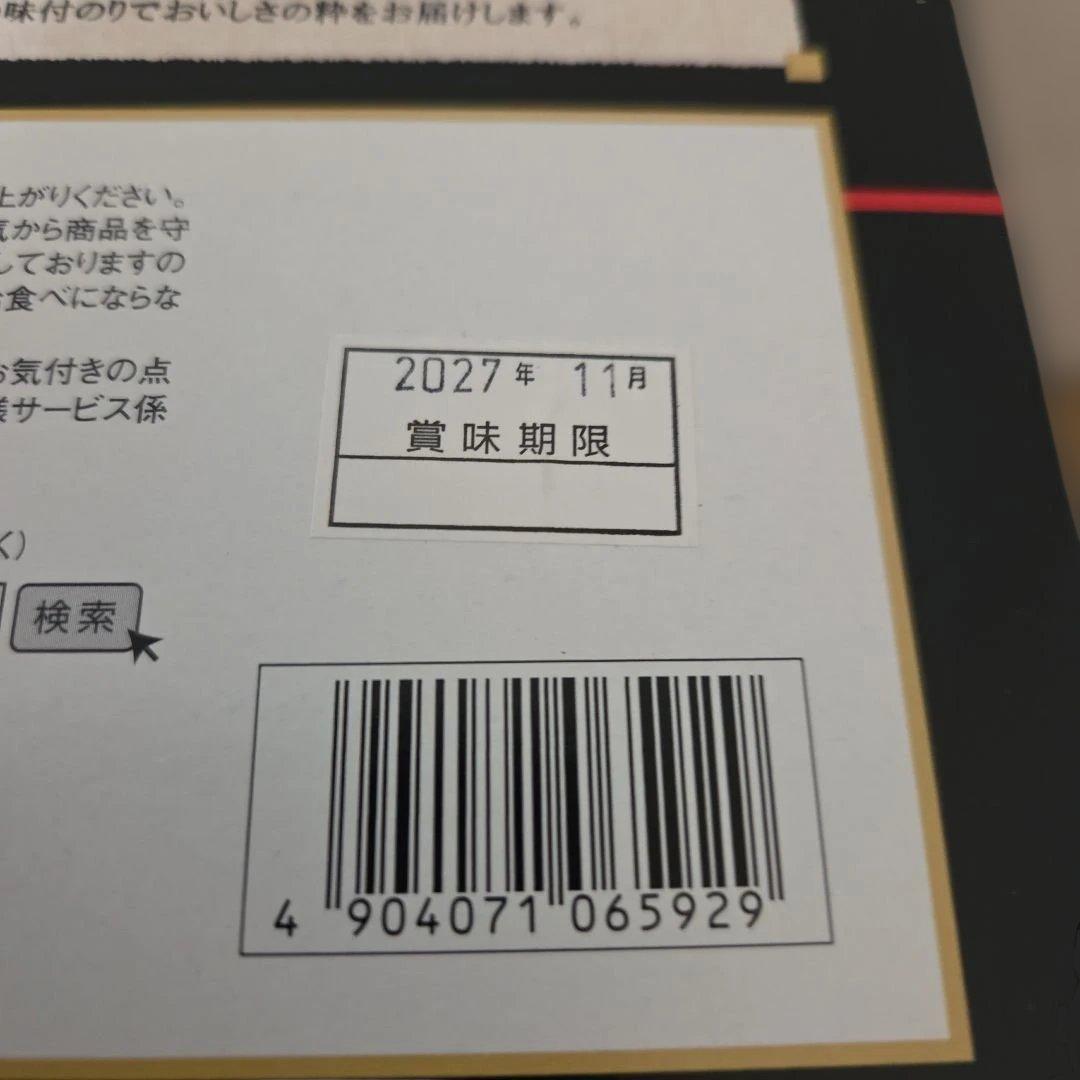 味付のりでおいしさの粋をお届けします。
上がりください。
気から商品を守
しておりますの
お食べにならな
お気付きの点
様サービス係
く)
検索
2027年 11月
賞味期限
4 904071 065929